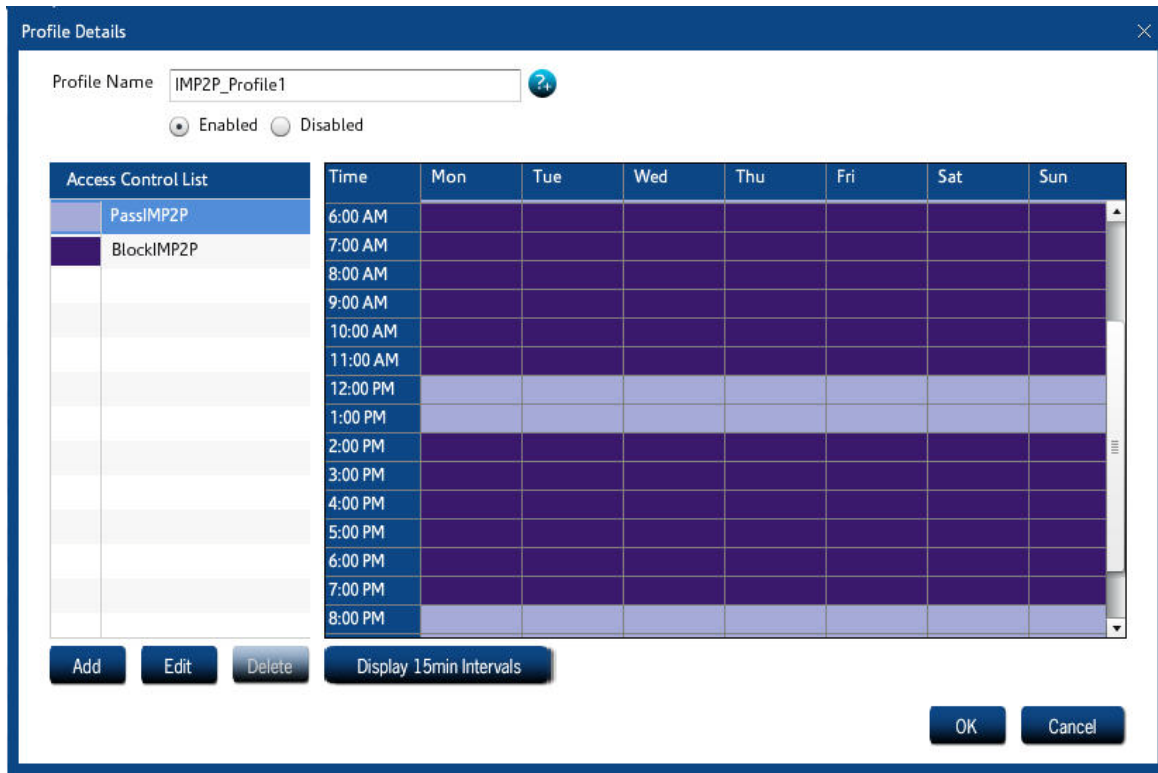 Profile Details
Profile Name IMP2P_Profile1
Enabled Disabled
Access Control List
PassIMP2P
BlockIMP2P
Time Mon Tue Wed Thu Fri Sat Sun
6:00 AM
7:00 AM
8:00 AM
9:00 AM
10:00 AM
11:00 AM
12:00 PM
1:00 PM
2:00 PM
3:00 PM
4:00 PM
5:00 PM
6:00 PM
7:00 PM
8:00 PM
Add Edit Delete Display 15min Intervals
OK Cancel